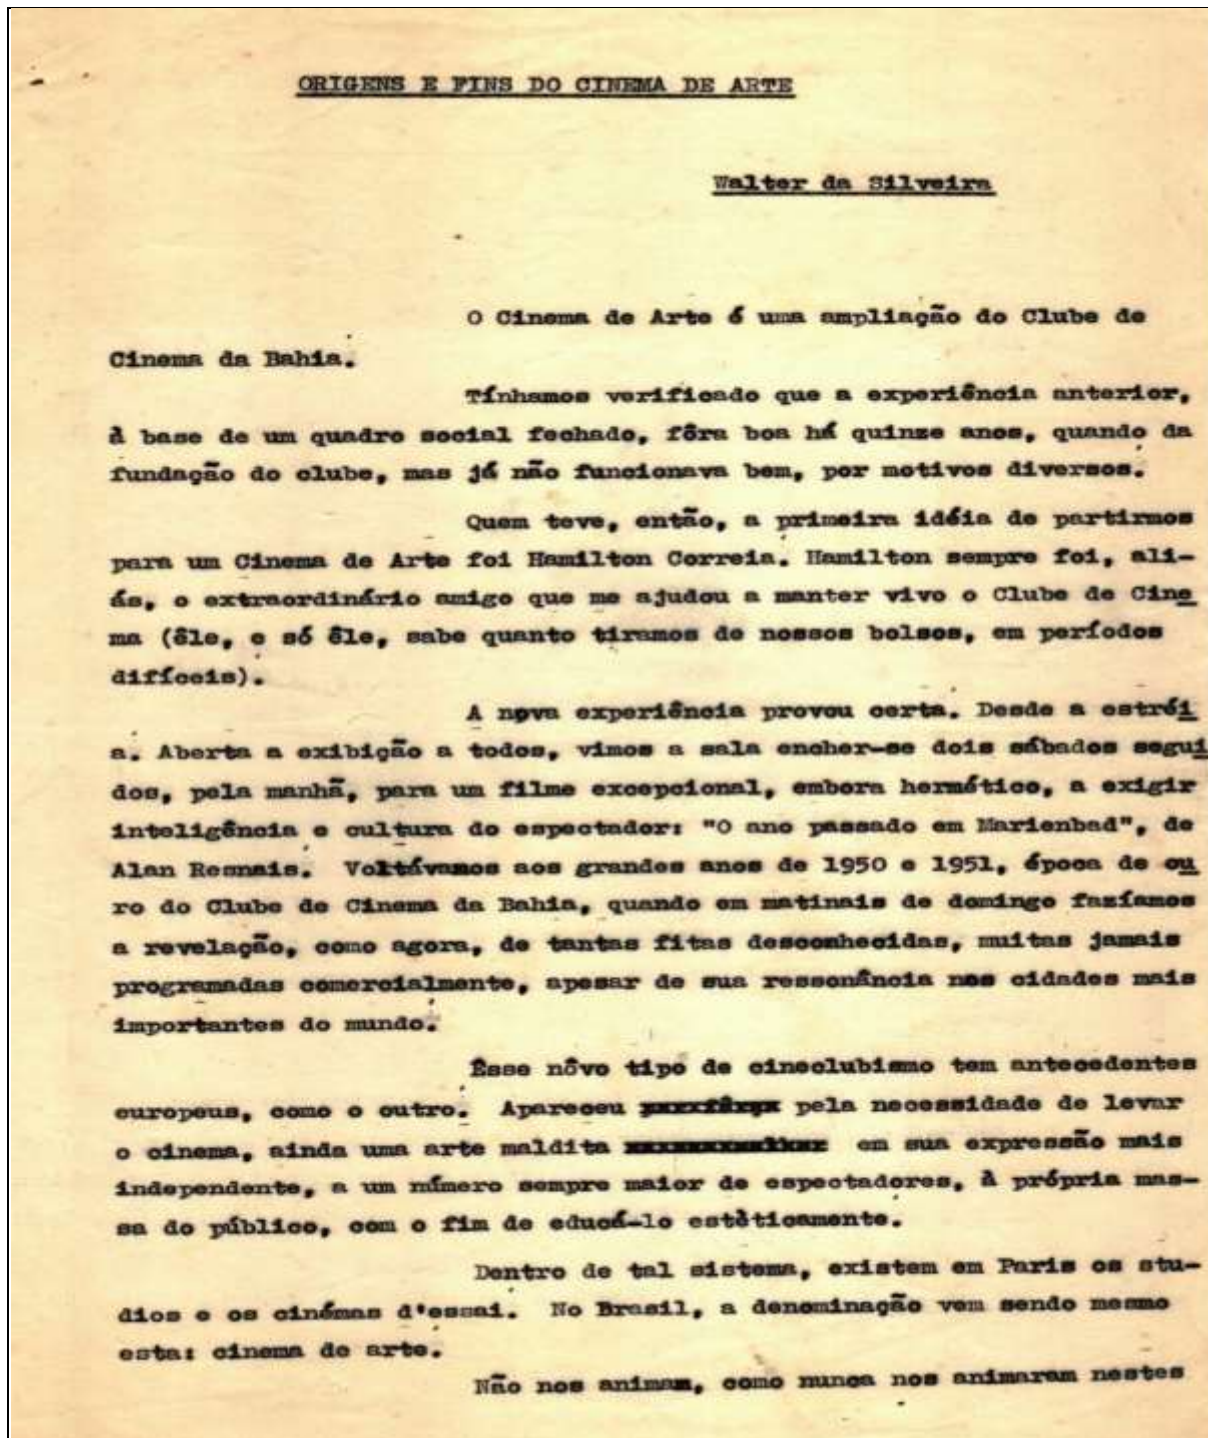 ORIGENS E FINS DO CINEMA DE ARTE
Walter da Silveira
O Cinema de Arte é uma ampliação do Clube de
Cinema da Bahia.
Tínhamos verificado que a experiência anterior,
à base de um quadro social fechado, fôra boa há quinze anos, quando da
fundação do clube, mas já não funcionava bem, por motivos diversos.
Quem teve, então, a primeira idéia de partirmos
para um Cinema de Arte foi Hamilton Correia. Hamilton sempre foi, ali-
ás, o extraordinário amigo que me ajudou a manter vivo o Clube de Cine
ma (êle, e só êle, sabe quanto tiramos de nossos bolsos, em períodos
difíceis).
A nova experiência provou certa. Desde a estréi
a. Aberta a exibição a todos, vimos a sala encher-se dois sábados segui
dos, pela manhã, para um filme excepcional, embora hermético, a exigir
inteligência e cultura do espectador: "O ano passado em Marienbad", de
Alan Resnais. Voltávamos aos grandes anos de 1950 e 1951, época de ou
ro do Clube de Cinema da Bahia, quando em matinais de domingo fazíamos
a revelação, como agora, de tantas fitas desconhecidas, muitas jamais
programadas comercialmente, apesar de sua ressonância nas cidades mais
importantes do mundo.
Êsse nôvo tipo de cineclubismo tem antecedentes
europeus, como o outro. Apareceu pela necessidade de levar
o cinema, ainda uma arte maldita em sua expressão mais
independente, a um número sempre maior de espectadores, à própria mas-
sa do público, com o fim de educá-lo estèticamente.
Dentro de tal sistema, existem em Paris os stu-
dios e os cinémas d'essai. No Brasil, a denominação vem sendo mesmo
esta: cinema de arte.
Não nos animam, como nunca nos animaram nestes